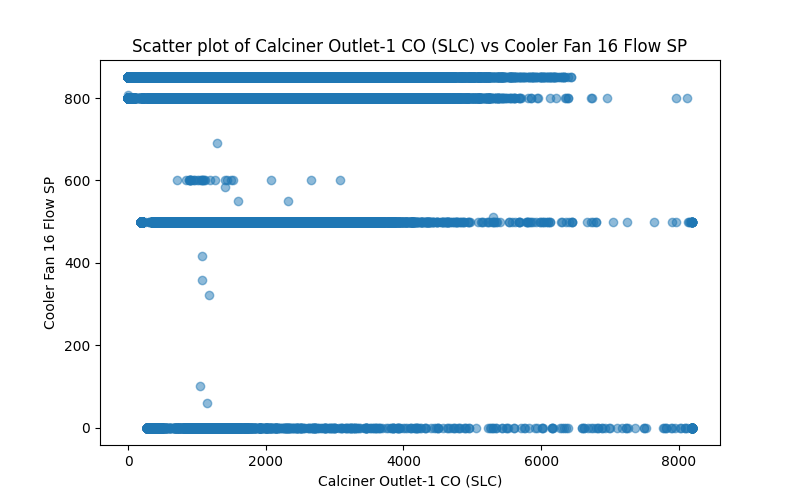 Scatter plot of Calciner Outlet-1 CO (SLC) vs Cooler Fan 16 Flow SP
800
600
400
200
0
Cooler Fan 16 Flow SP
0 2000 4000 6000 8000
Calciner Outlet-1 CO (SLC)